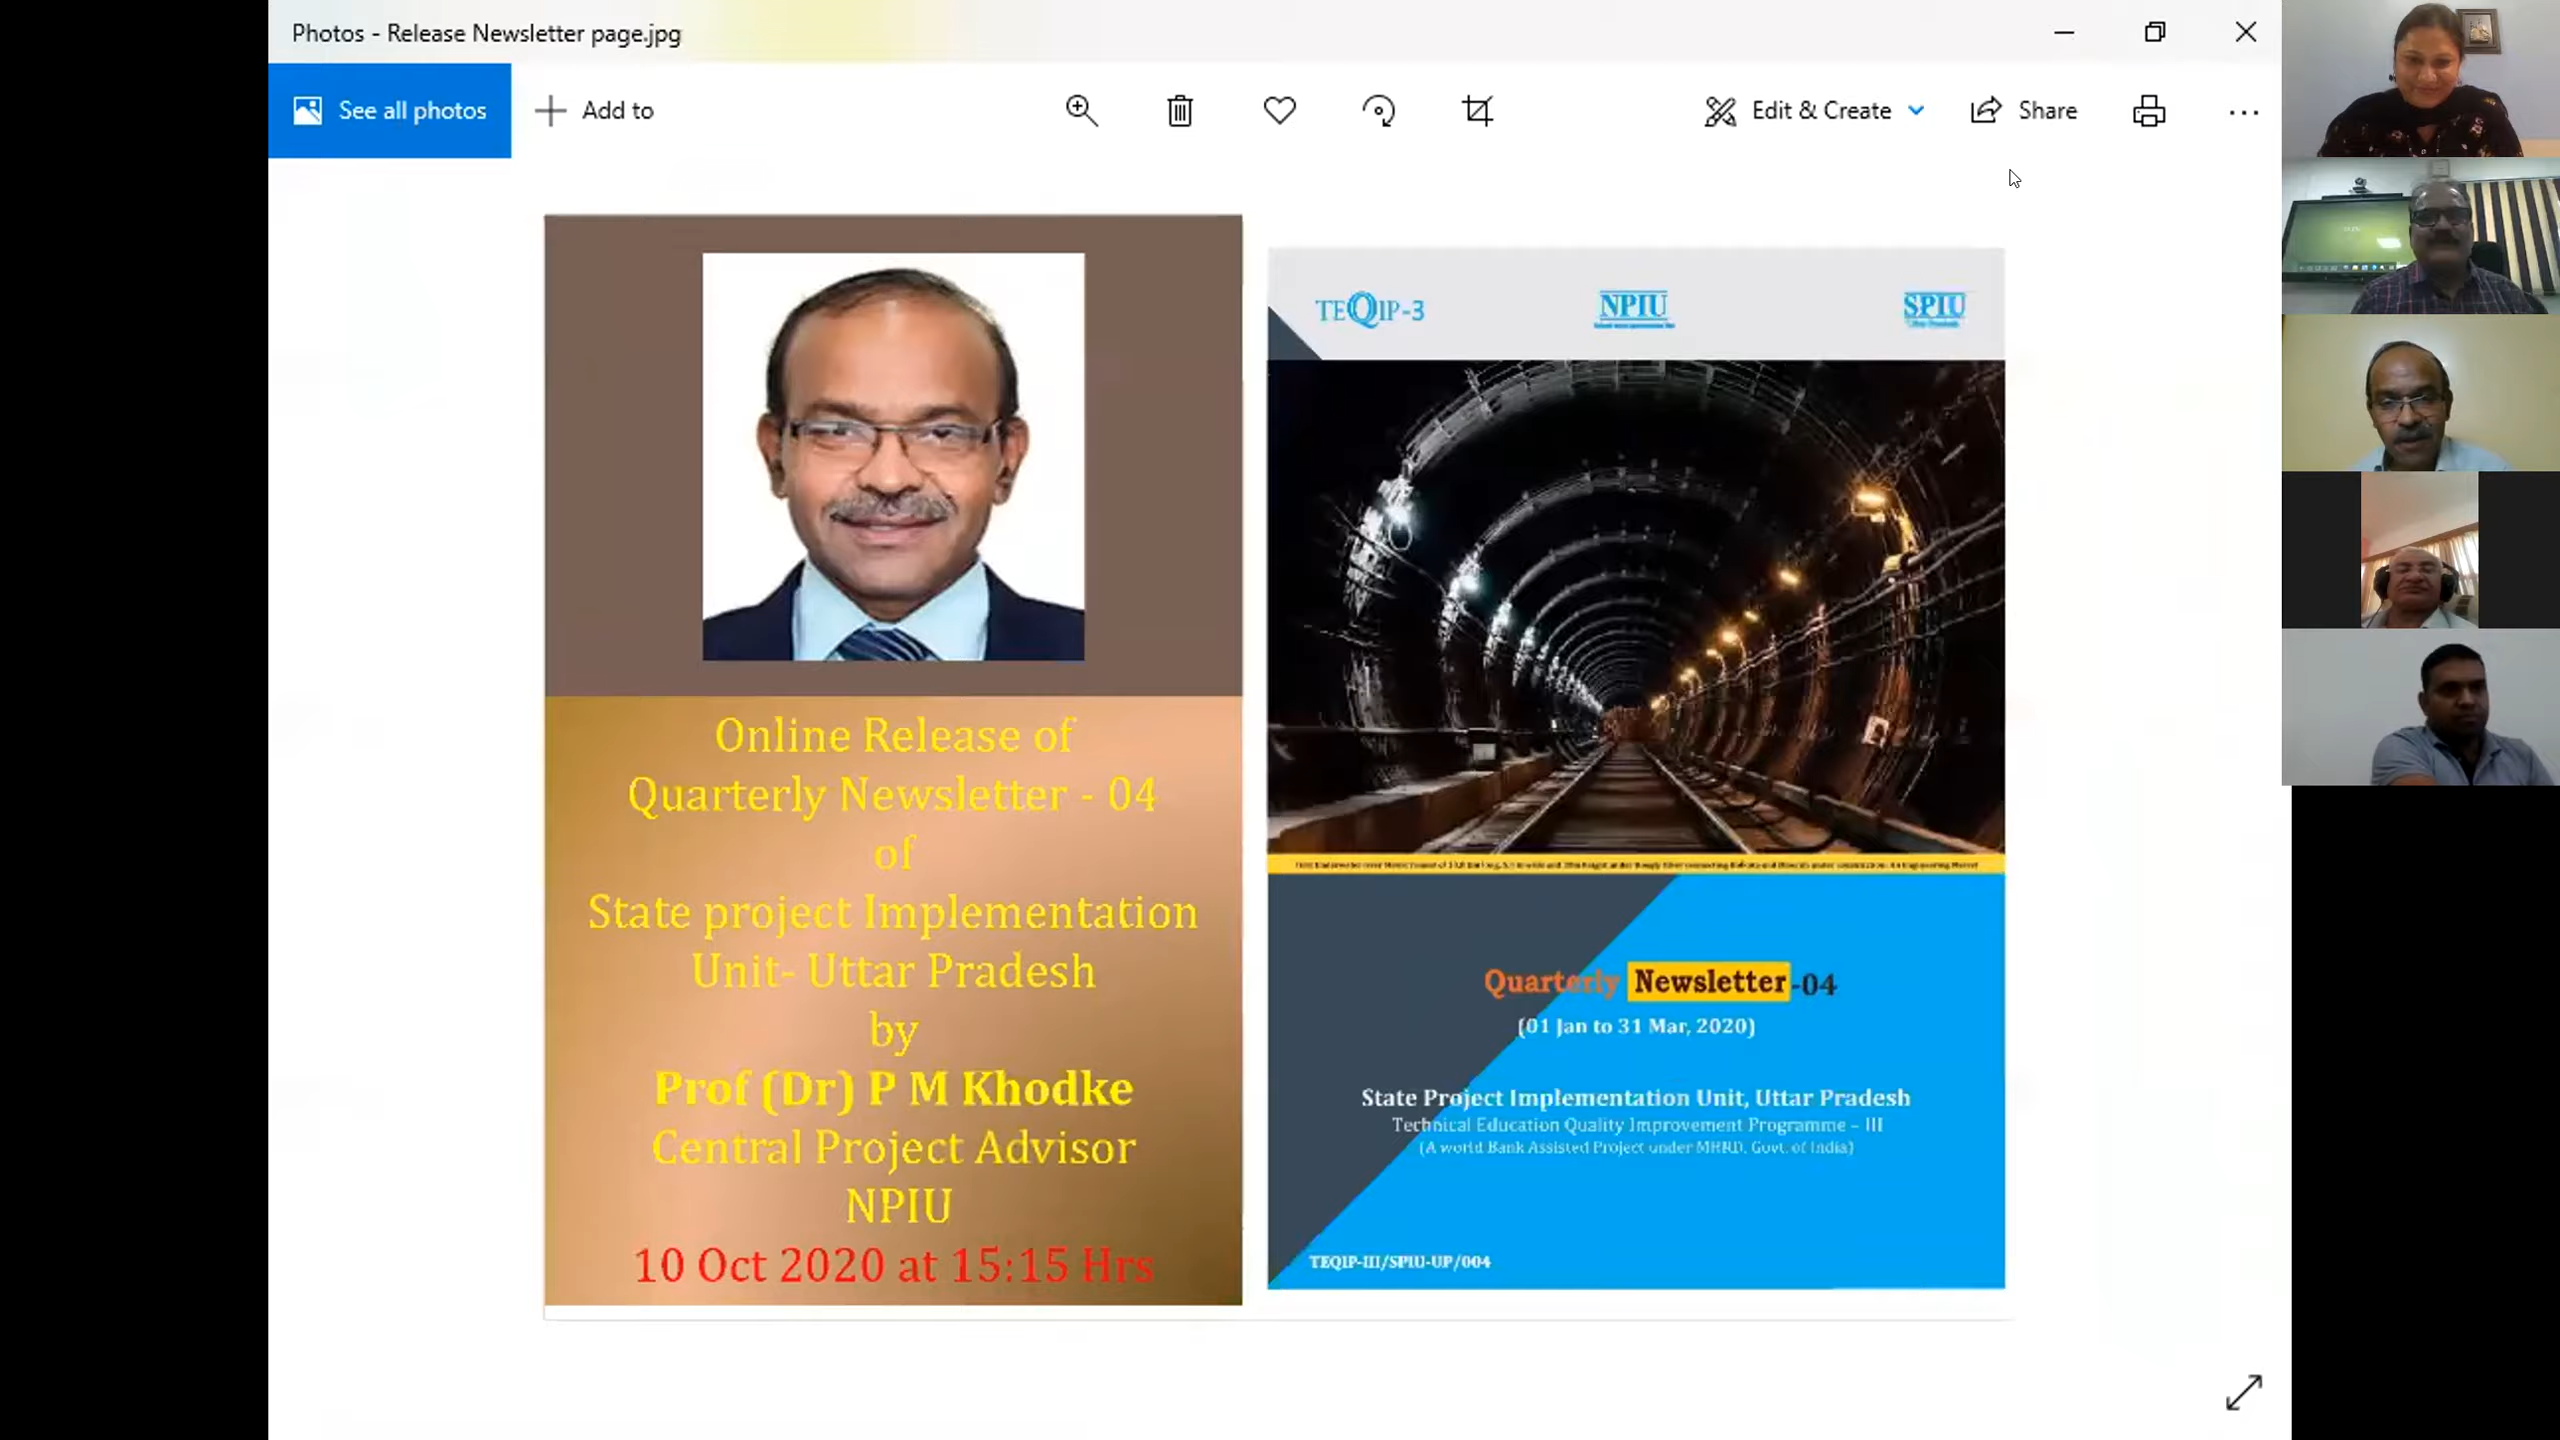 Photos - Release Newsletter page.jpg
See all photos
Add to
Edit & Create
Share
Online Release of
Quarterly Newsletter - 04
of
State project Implementation
Unit- Uttar Pradesh
by
Prof (Dr) P M Khodke
Central Project Advisor
NPIU
10 Oct 2020 at 15:15 Hrs
TEQIP-3
NPIU
SPIU
Quarterly Newsletter-04
(01 Jan to 31 Mar, 2020)
State Project Implementation Unit, Uttar Pradesh
Technical Education Quality Improvement Programme – III
(A world Bank Assisted Project under MHRD, Govt. of India)
TEQIP-III/SPIU-UP/004